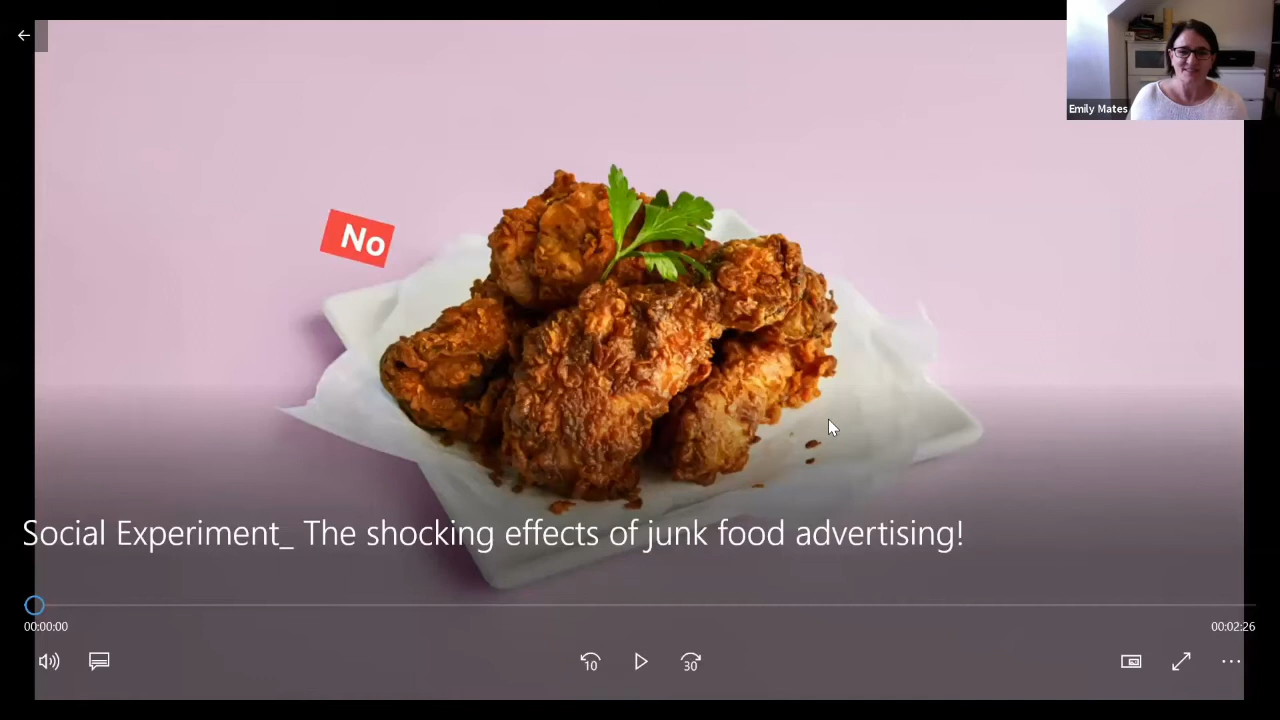 Emily Mates
No
Social Experiment_ The shocking effects of junk food advertising!
00:00:00
00:02:26
10
30